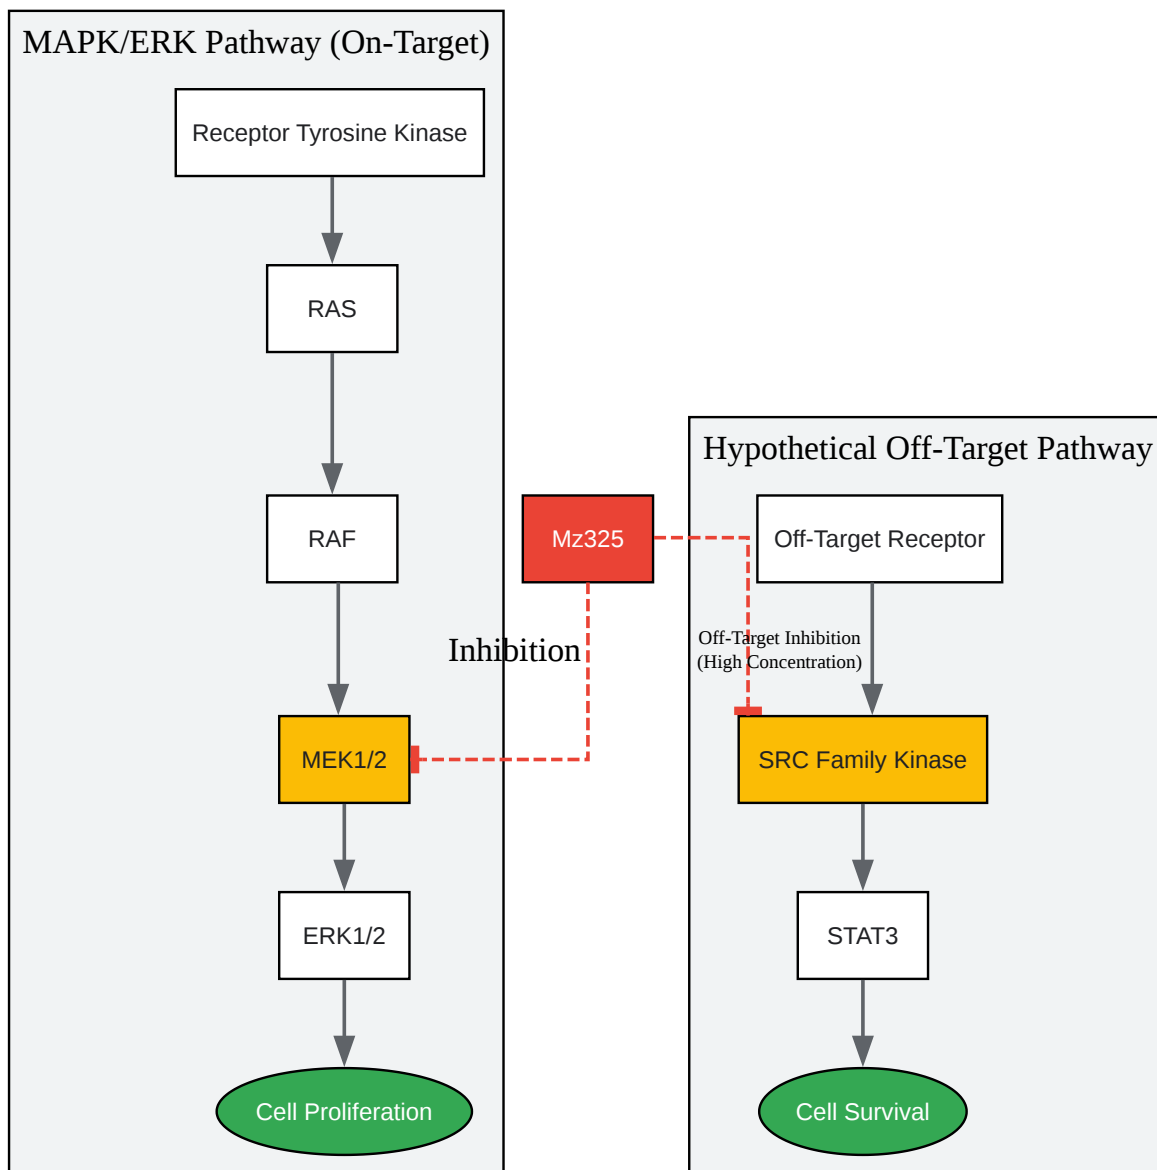 MAPK/ERK Pathway (On-Target)
Receptor Tyrosine Kinase
RAS
RAF
MEK1/2
ERK1/2
Cell Proliferation
Mz325
Inhibition
Hypothetical Off-Target Pathway
Off-Target Receptor
Off-Target Inhibition
(High Concentration)
SRC Family Kinase
STAT3
Cell Survival